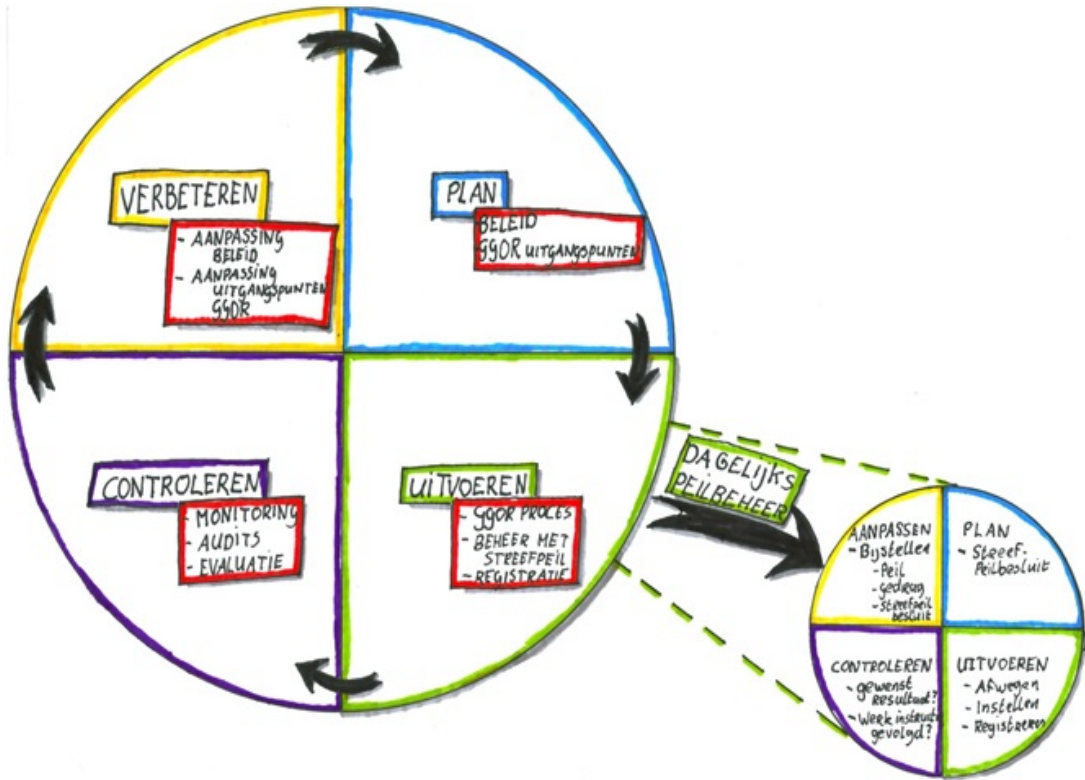 VERBETEREN
- AANPASSING
BELEID
- AANPASSING
UITGANGSPUNTEN
GGOR
PLAN
BELEID
GGOR UITGANGSPUNTEN
CONTROLEREN
- MONITORING
- AUDITS
- EVALUATIE
UITVOEREN
- GGOR PROCES
- BEHEER MET
STREEFPEIL
- REGISTRATIE
DAGELIJKS
PEILBEHEER
AANPASSEN
- Bijstellen
- Peil
- gedrag
- streefpeil
besluit
PLAN
- Streef-
Peilbesluit
CONTROLEREN
- gewenst
resultaat?
- Werk instructie
gevolgd?
UITVOEREN
- Afwegen
- Instellen
- Registreren